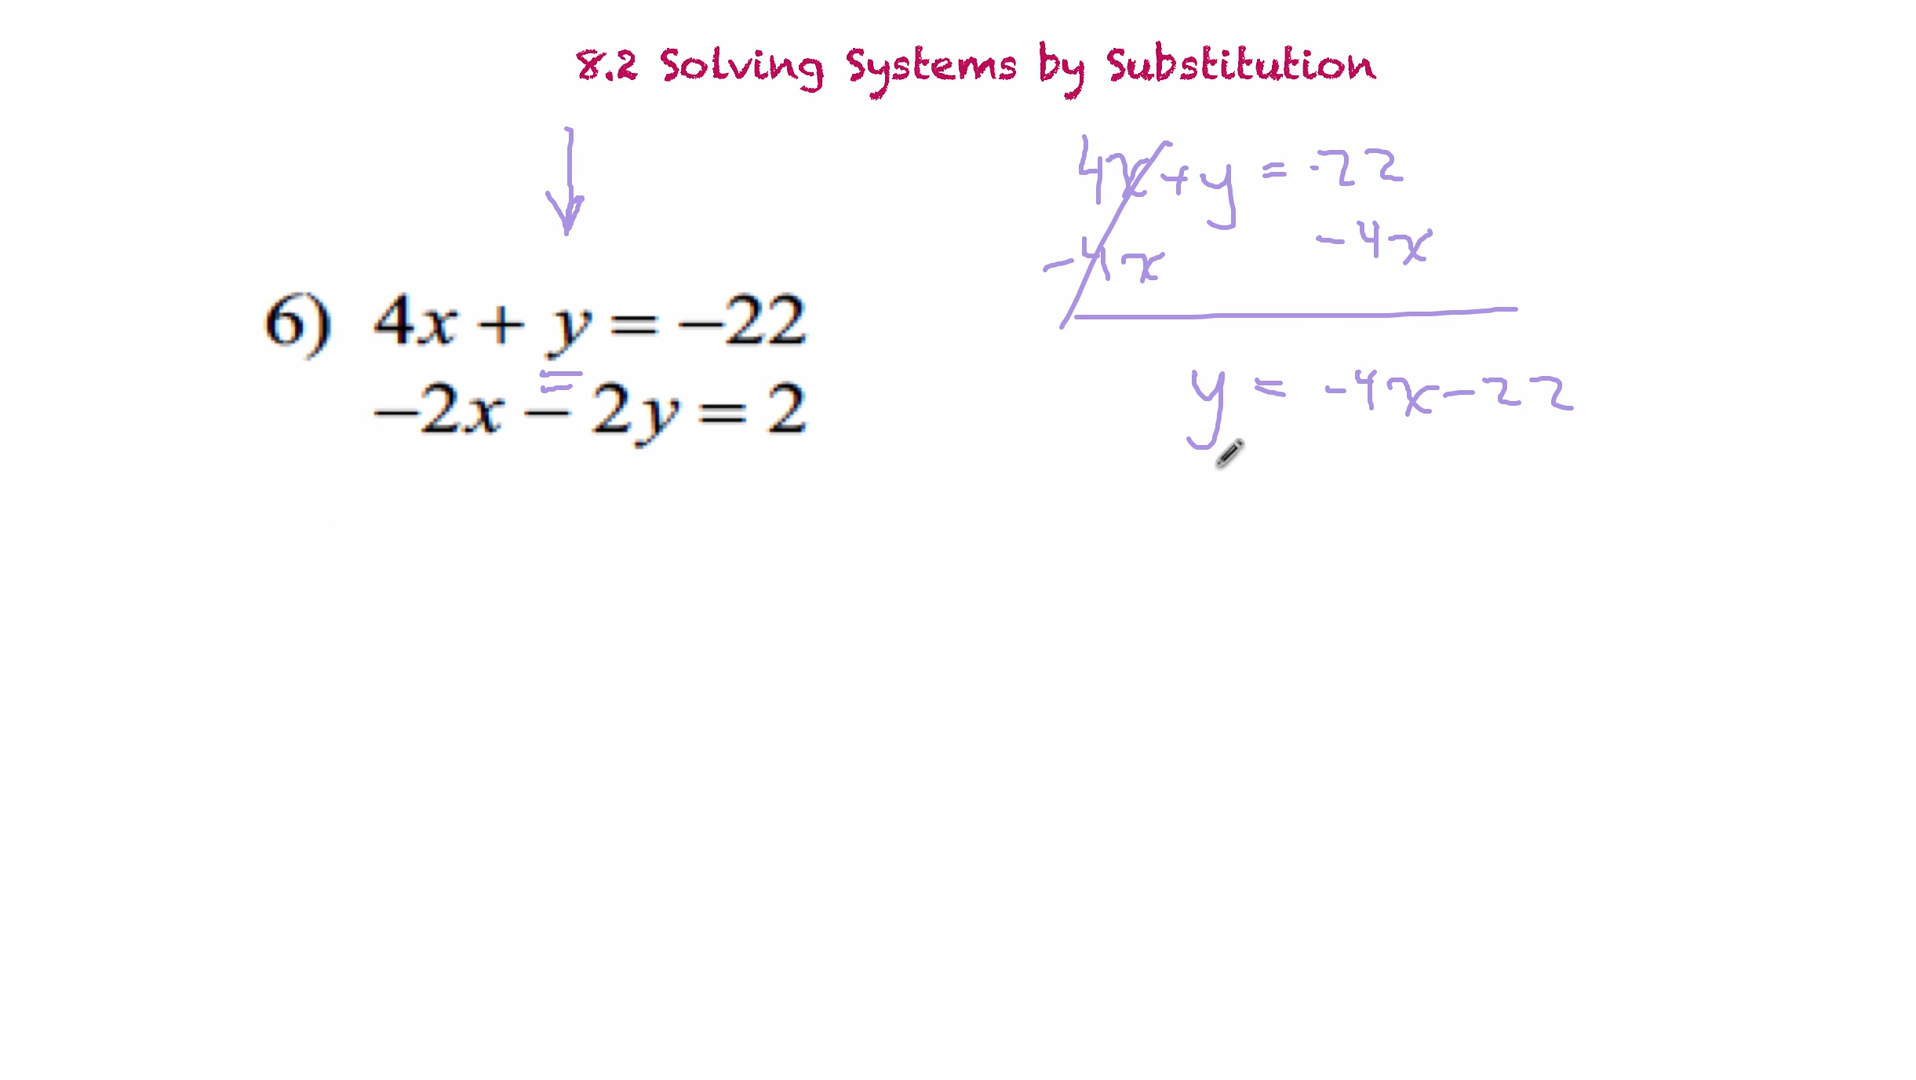 8.2 Solving Systems by Substitution
6) 4x + y = −22
−2x − 2y = 2
4x + y = -22
-4x -4x
y = -4x - 22